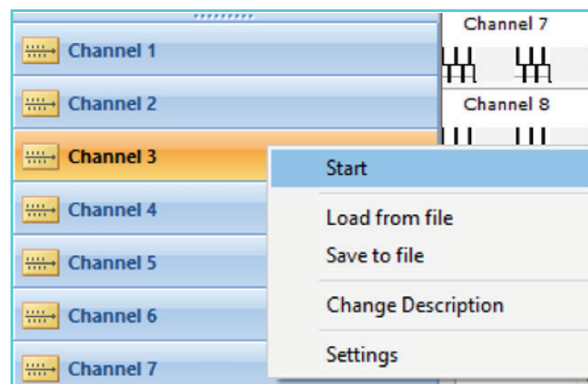 Channel 1
Channel 2
Channel 3
Channel 4
Channel 5
Channel 6
Channel 7
Start
Load from file
Save to file
Change Description
Settings
Channel 7
Channel 8